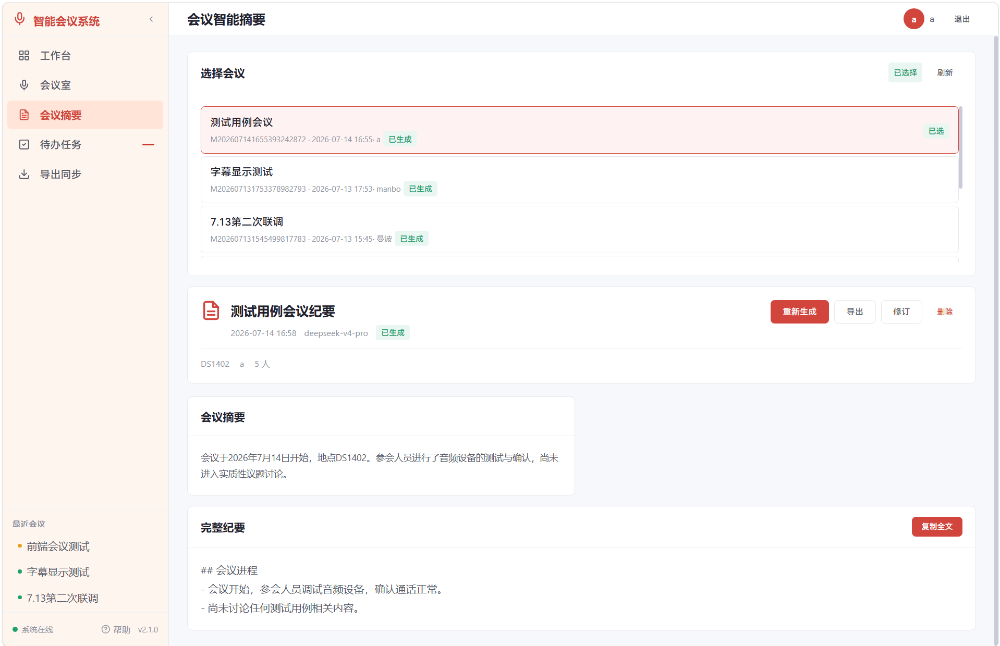 智能会议系统
工作台
会议室
会议摘要
待办任务
导出同步
最近会议
前端会议测试
字幕显示测试
7.13第二次联调
系统在线
帮助 v2.1.0
会议智能摘要
a a 退出
选择会议
已选择 刷新
测试用例会议
M202607141655393242872 · 2026-07-14 16:55· a 已生成
已选
字幕显示测试
M202607131753378982793 · 2026-07-13 17:53· manbo 已生成
7.13第二次联调
M202607131545499817783 · 2026-07-13 15:45· 曼波 已生成
测试用例会议纪要
2026-07-14 16:58 deepseek-v4-pro 已生成
重新生成 导出 修订 删除
DS1402 a 5 人
会议摘要
会议于2026年7月14日开始，地点DS1402。参会人员进行了音频设备的测试与确认，尚未
进入实质性议题讨论。
完整纪要
复制全文
## 会议进程
- 会议开始，参会人员调试音频设备，确认通话正常。
- 尚未讨论任何测试用例相关内容。